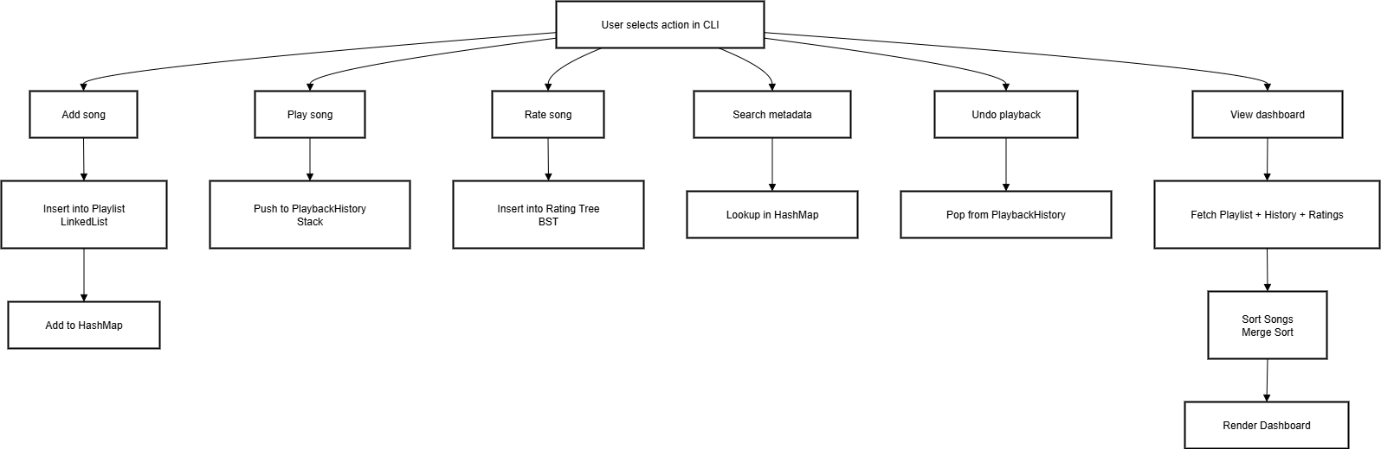 User selects action in CLI
Add song
Play song
Rate song
Search metadata
Undo playback
View dashboard
Insert into Playlist
LinkedList
Push to PlaybackHistory
Stack
Insert into Rating Tree
BST
Lookup in HashMap
Pop from PlaybackHistory
Fetch Playlist + History + Ratings
Add to HashMap
Sort Songs
Merge Sort
Render Dashboard